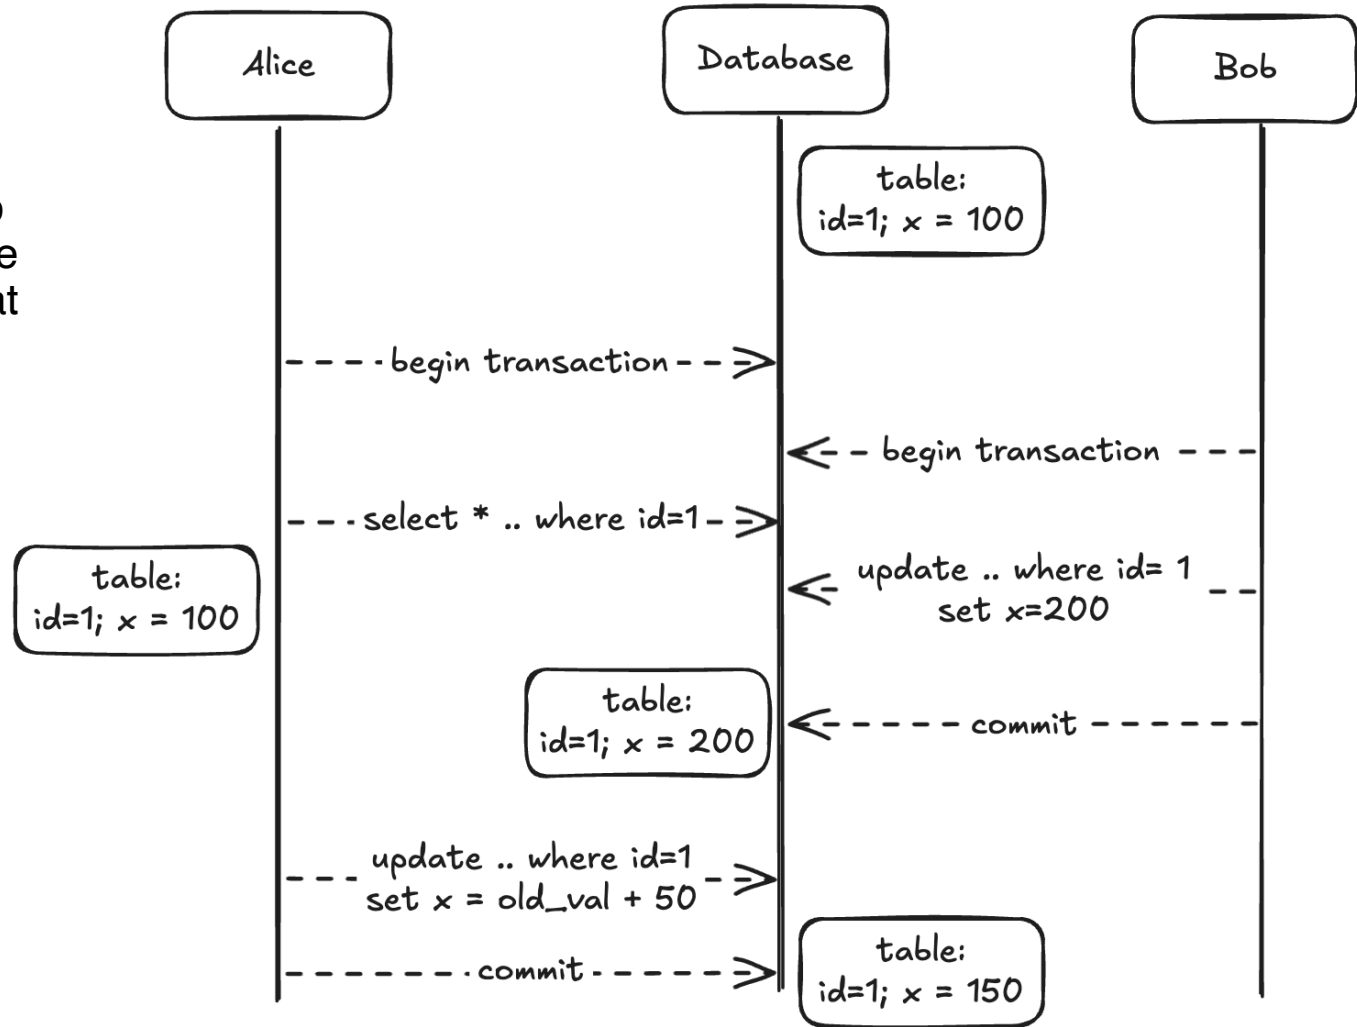 Alice
Database
Bob
table:
id=1; x = 100
at
begin transaction
begin transaction
select * .. where id=1
table:
id=1; x = 100
update .. where id= 1
set x=200
table:
id=1; x = 200
commit
update .. where id=1
set x = old_val + 50
commit
table:
id=1; x = 150